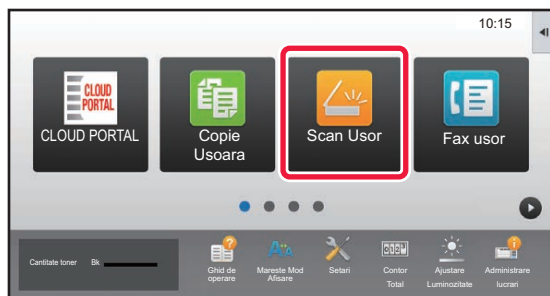 10:15
CLOUD
PORTAL
CLOUD PORTAL
Copie
Usoara
Scan Usor
Fax usor
Cantitate toner
Bk
Ghid de
operare
Mareste Mod
Afisare
Setari
Contor
Total
Ajustare
Luminozitate
Administrare
lucrari